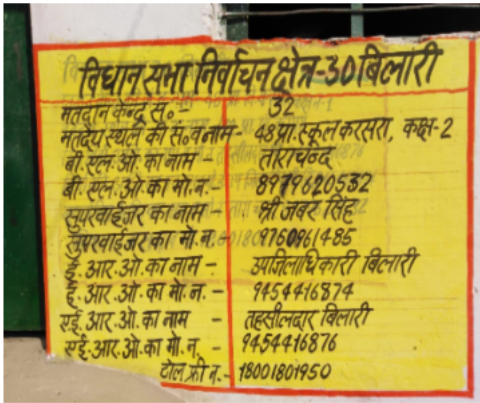 विधान सभा निर्वाचन क्षेत्र-30 बिलारी
मतदान केन्द्र सं०- 32
मतदेय स्थल की सं. व नाम- 48 प्रा. स्कूल करसरा, कक्ष-2
बी. एल. ओ. का नाम - ताराचन्द
बी. एल. ओ. का मो. न.- 8979620532
सुपरवाईजर का नाम - श्री जबर सिंह
सुपरवाईजर का मो. न. 9760961485
ई. आर. ओ. का नाम - उपजिलाधिकारी बिलारी
ई. आर. ओ. का मो. न. - 9454416874
एई. आर. ओ. का नाम - तहसीलदार बिलारी
एई. आर. ओ. का मो. न - 9454416876
टोल फ्री न.- 18001801950